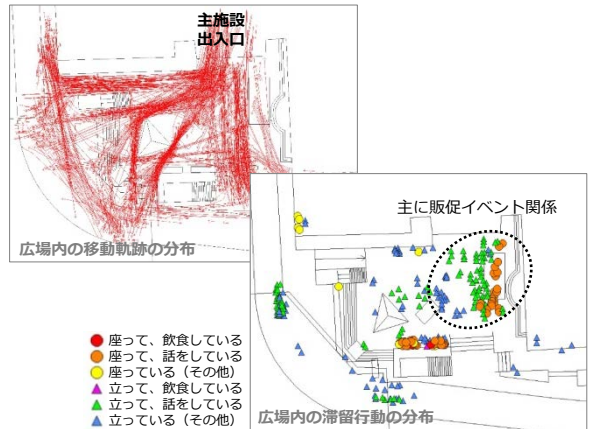 主施設
出入口
広場内の移動軌跡の分布
主に販促イベント関係
座って、飲食している
座って、話をしている
座っている（その他）
立って、飲食している
立って、話をしている
立っている（その他）
広場内の滞留行動の分布